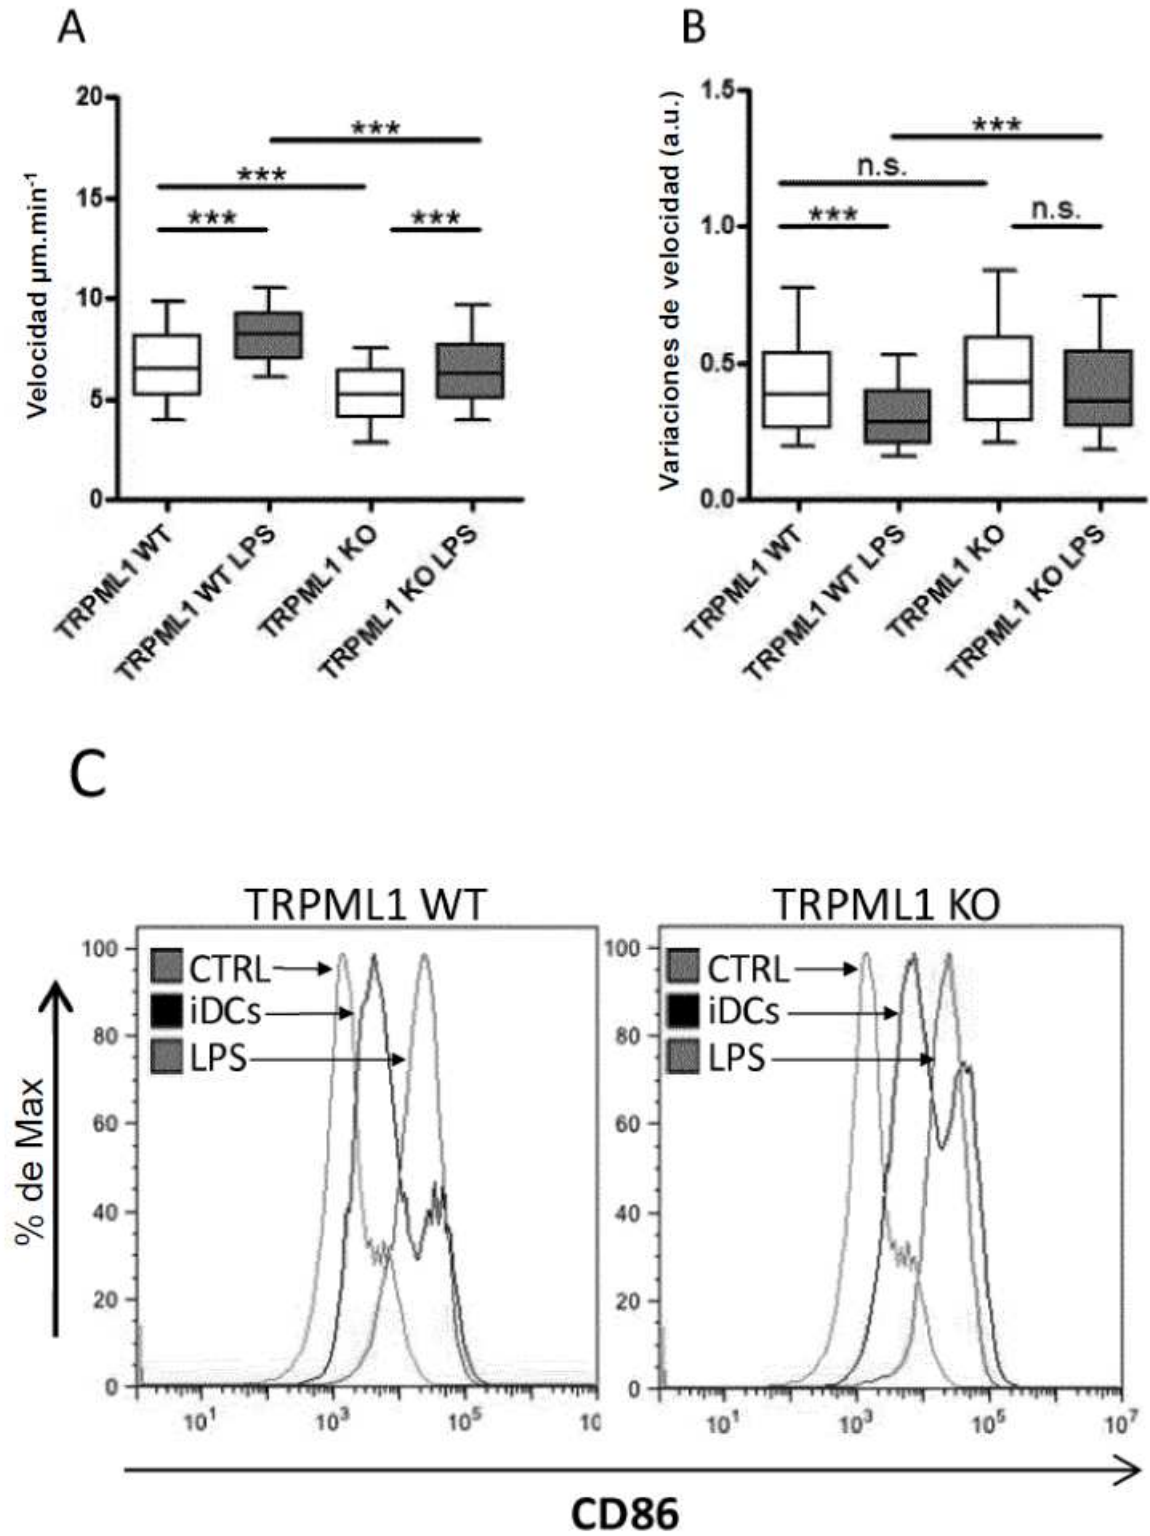 A
Velocidad µm.min⁻¹
20
15
10
5
0
***
***
***
***
TRPML1 WT
TRPML1 WT LPS
TRPML1 KO
TRPML1 KO LPS
B
Variaciones de velocidad (a.u.)
1.5
1.0
0.5
0.0
***
n.s.
***
n.s.
TRPML1 WT
TRPML1 WT LPS
TRPML1 KO
TRPML1 KO LPS
C
% de Max
TRPML1 WT
100
80
60
40
20
0
CTRL
iDCs
LPS
10¹
10³
10⁵
10
TRPML1 KO
100
80
60
40
20
0
CTRL
iDCs
LPS
10¹
10³
10⁵
10⁷
CD86